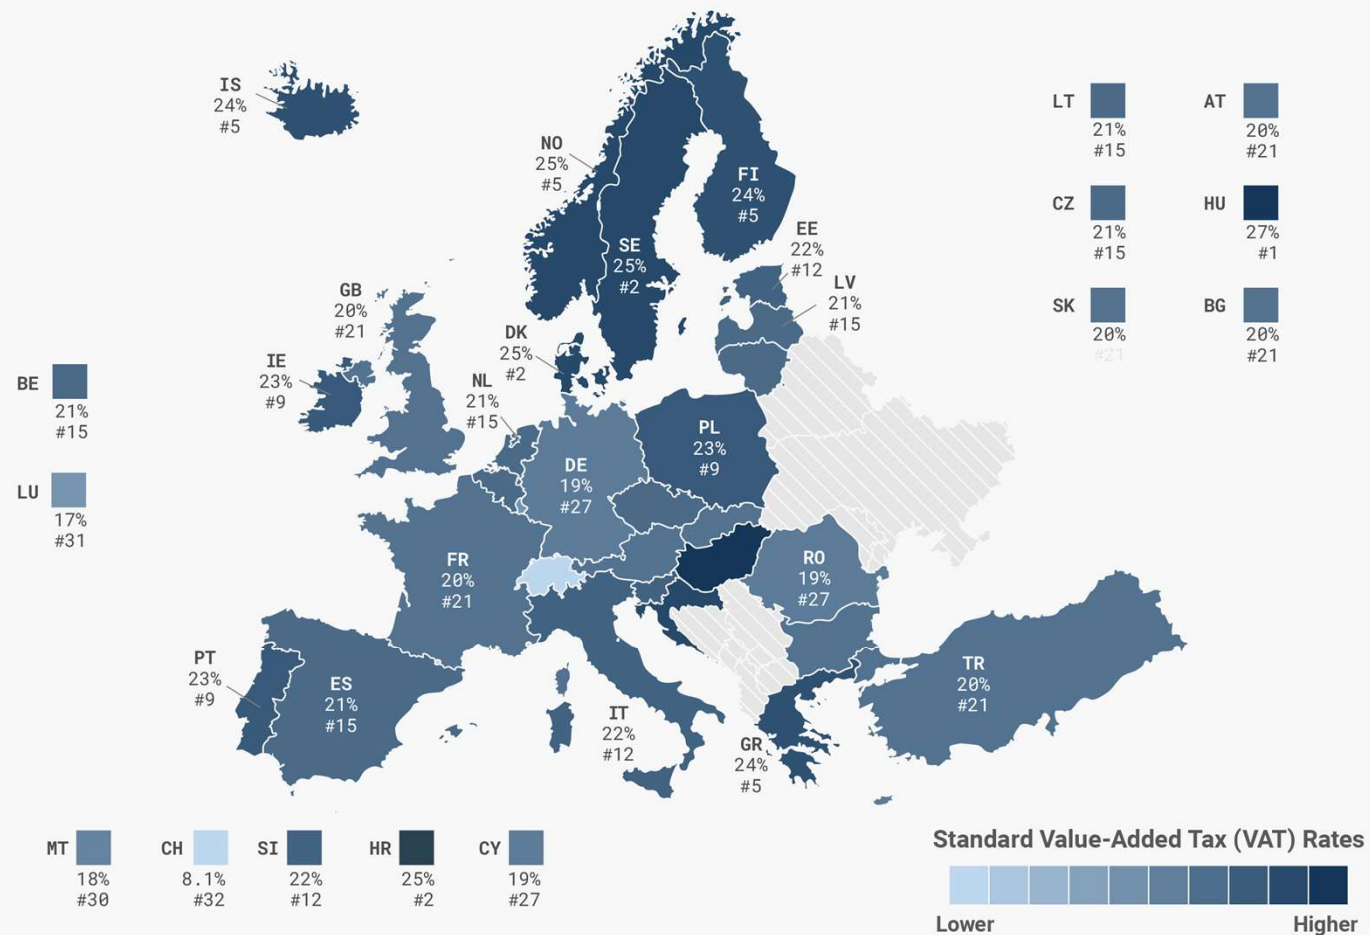 IS
24%
#5
NO
25%
#5
FI
24%
#5
SE
25%
#2
EE
22%
#12
LV
21%
#15
LT
21%
#15
AT
20%
#21
CZ
21%
#15
HU
27%
#1
SK
20%
#21
BG
20%
#21
GB
20%
#21
IE
23%
#9
DK
25%
#2
NL
21%
#15
BE
21%
#15
LU
17%
#31
PL
23%
#9
DE
19%
#27
FR
20%
#21
RO
19%
#27
PT
23%
#9
ES
21%
#15
IT
22%
#12
GR
24%
#5
TR
20%
#21
MT
18%
#30
CH
8.1%
#32
SI
22%
#12
HR
25%
#2
CY
19%
#27
Standard Value-Added Tax (VAT) Rates
Lower
Higher